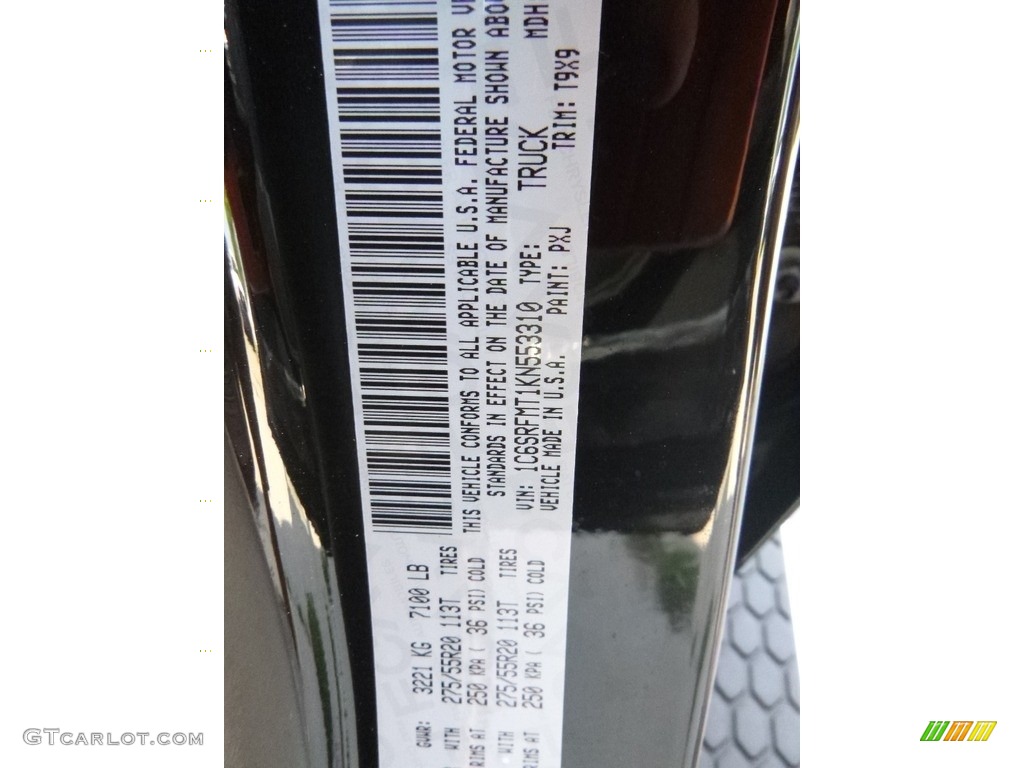 GVWR: 3221 KG 7100 LB
WITH 275/55R20 113T TIRES
RIMS AT 250 KPA ( 36 PSI) COLD
WITH 275/55R20 113T TIRES
RIMS AT 250 KPA ( 36 PSI) COLD
THIS VEHICLE CONFORMS TO ALL APPLICABLE U.S.A. FEDERAL MOTOR
STANDARDS IN EFFECT ON THE DATE OF MANUFACTURE SHOWN
VIN: 1C6SRFMT1KN553310 TYPE: TRUCK MDH
VEHICLE MADE IN U.S.A. PAINT: PXJ TRIM: T9X9
GTCARLOT.COM